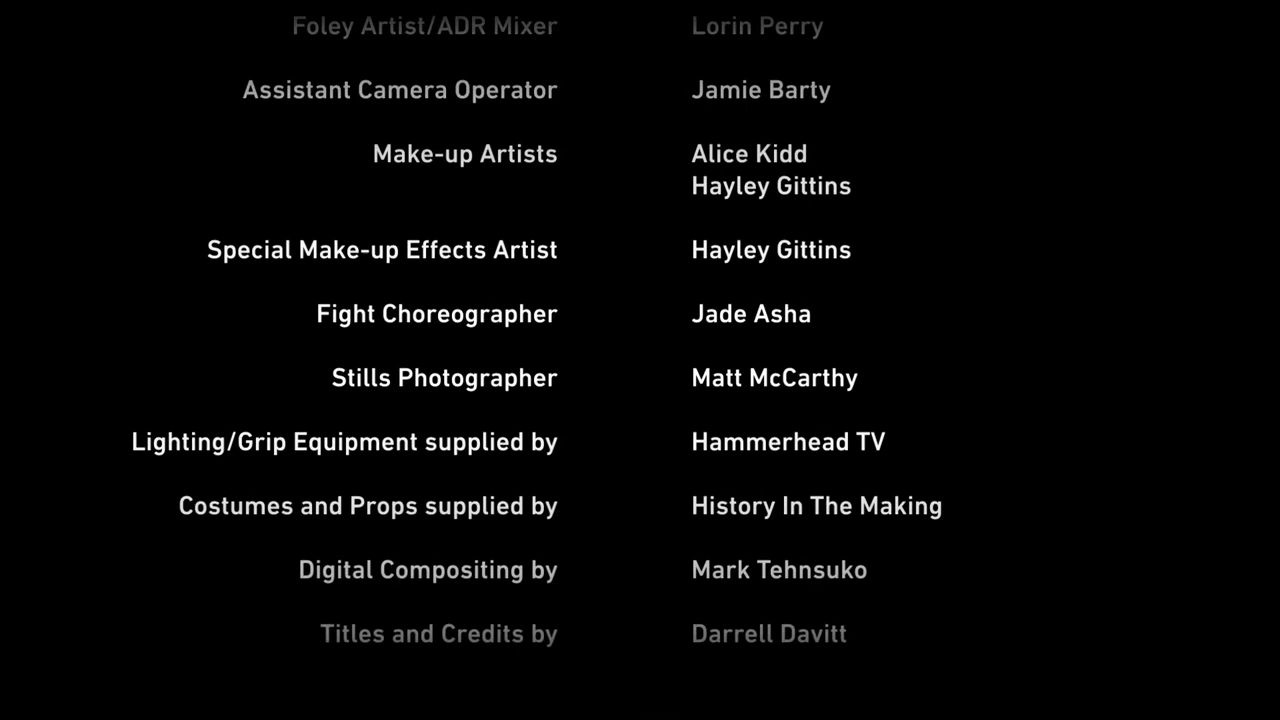 Foley Artist/ADR Mixer Lorin Perry
Assistant Camera Operator Jamie Barty
Make-up Artists Alice Kidd
Hayley Gittins
Special Make-up Effects Artist Hayley Gittins
Fight Choreographer Jade Asha
Stills Photographer Matt McCarthy
Lighting/Grip Equipment supplied by Hammerhead TV
Costumes and Props supplied by History In The Making
Digital Compositing by Mark Tehnsuko
Titles and Credits by Darrell Davitt